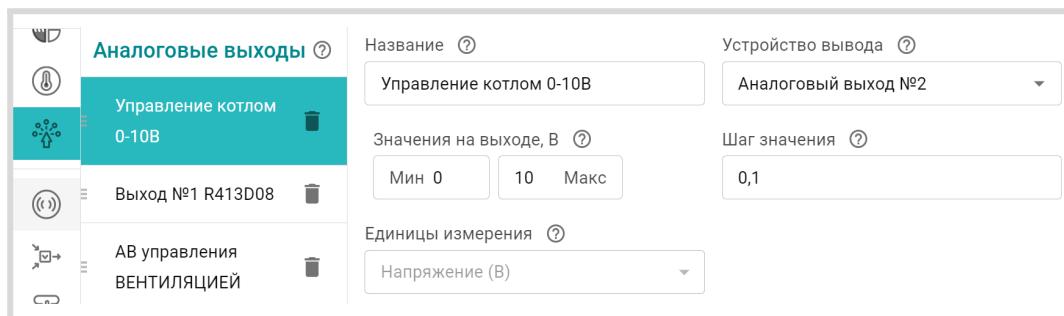 Аналоговые выходы
Управление котлом
0-10В
Выход №1 R413D08
АВ управления
ВЕНТИЛЯЦИЕЙ
Название
Управление котлом 0-10В
Устройство вывода
Аналоговый выход №2
Значения на выходе, В
Мин 0
10 Макс
Шаг значения
0,1
Единицы измерения
Напряжение (В)